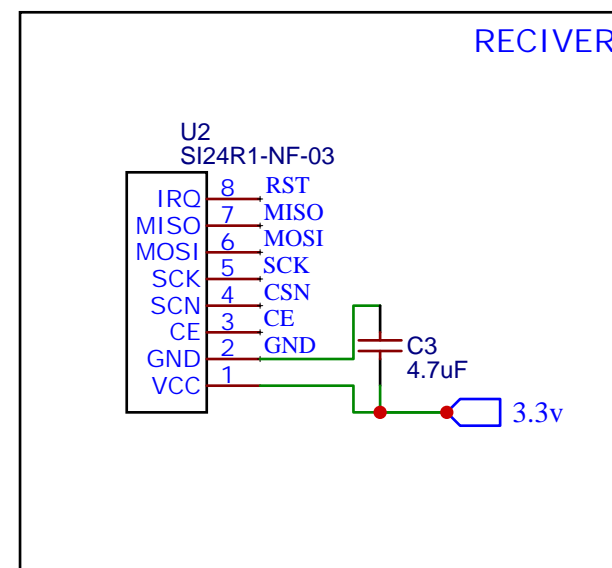 RECIVER
U2
SI24R1-NF-03
IRQ 8 RST
MISO 7 MISO
MOSI 6 MOSI
SCK 5 SCK
SCN 4 CSN
CE 3 CE
GND 2 GND
VCC 1
C3
4.7uF
3.3v